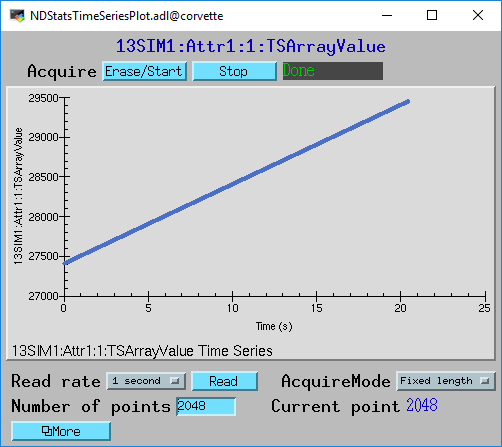 NDStatsTimeSeriesPlot.adl@corvette
13SIM1:Attr1:1:TSArrayValue
Acquire Erase/Start Stop Done
29500
29000
28500
28000
27500
27000
13SIM1:Attr1:1:TSArrayValue
0 5 10 15 20 25
Time (s)
13SIM1:Attr1:1:TSArrayValue Time Series
Read rate 1 second Read AcquireMode Fixed length
Number of points 2048 Current point 2048
More